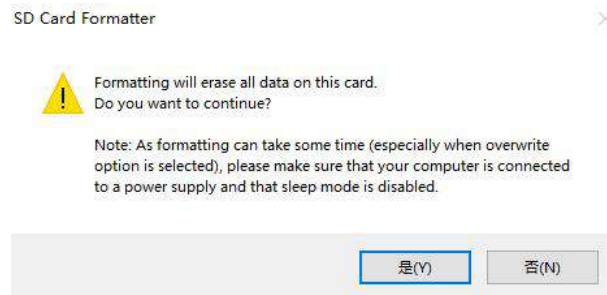 SD Card Formatter
Formatting will erase all data on this card.
Do you want to continue?
Note: As formatting can take some time (especially when overwrite
option is selected), please make sure that your computer is connected
to a power supply and that sleep mode is disabled.
是(Y)
否(N)